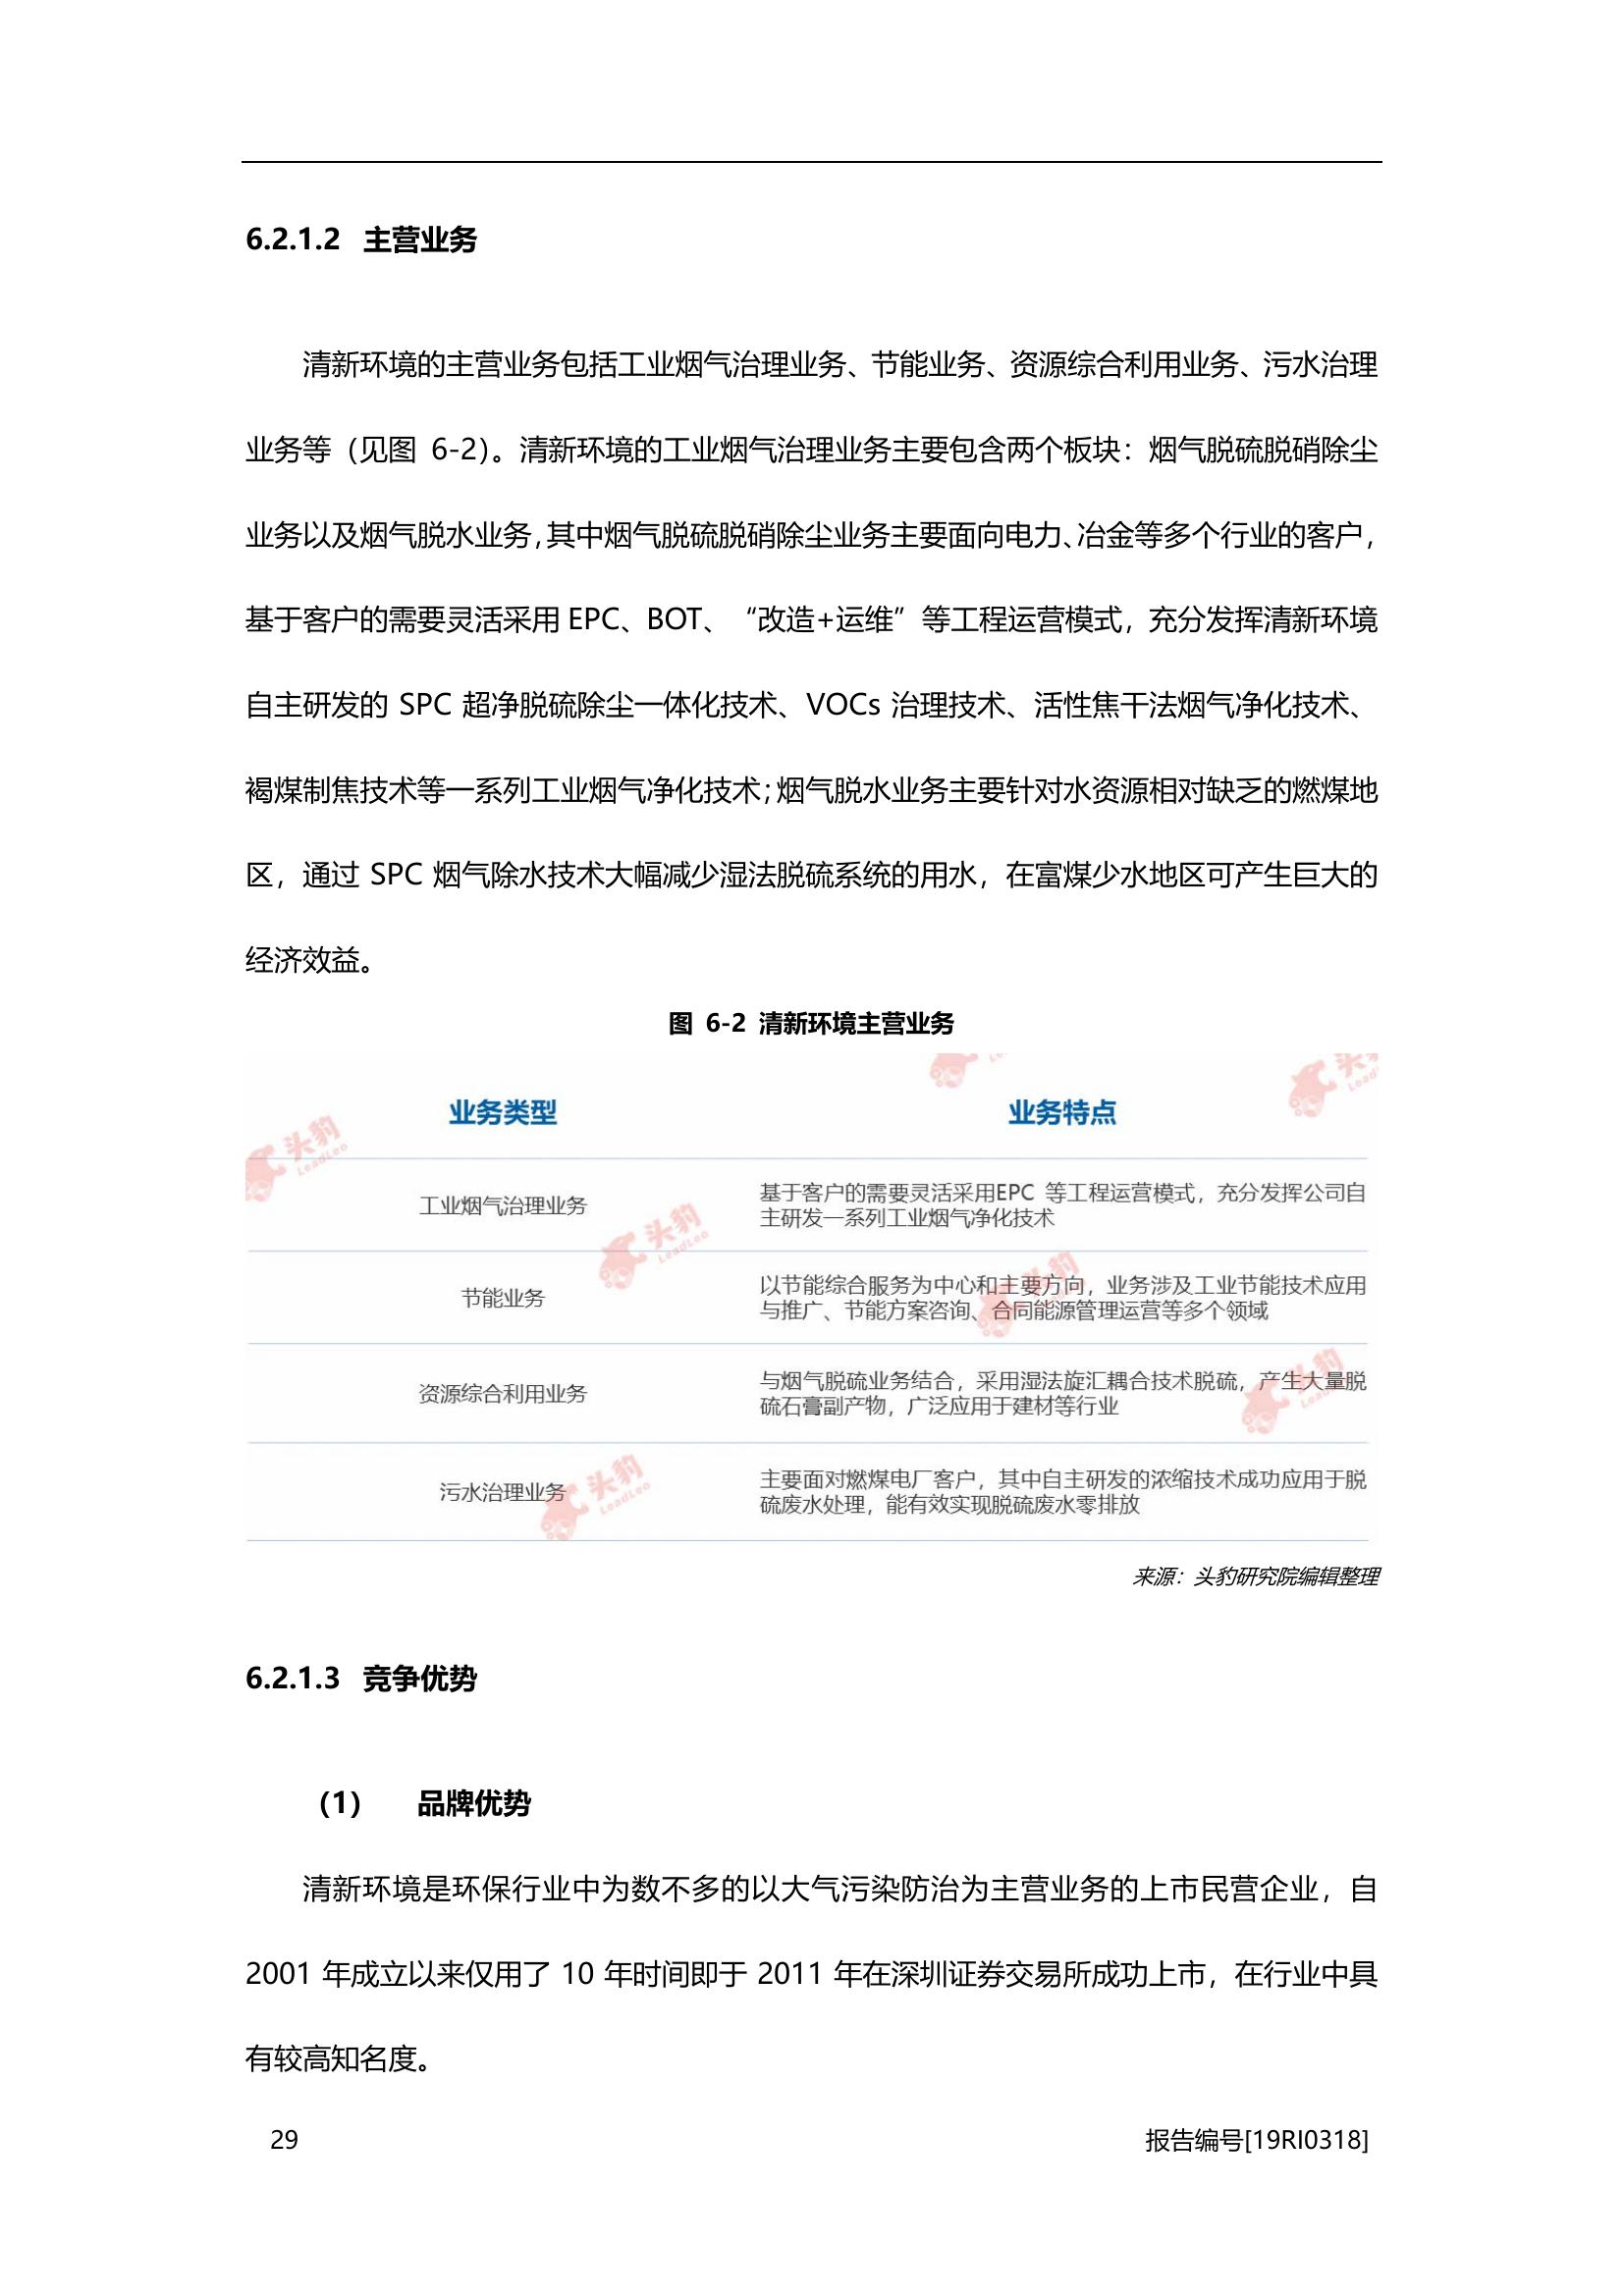 6.2.1.2 主营业务
清新环境的主营业务包括工业烟气治理业务、节能业务、资源综合利用业务、污水治理
业务等（见图 6-2）。清新环境的工业烟气治理业务主要包含两个板块：烟气脱硫脱硝除尘
业务以及烟气脱水业务，其中烟气脱硫脱硝除尘业务主要面向电力、冶金等多个行业的客户，
基于客户的需要灵活采用 EPC、BOT、“改造+运维”等工程运营模式，充分发挥清新环境
自主研发的 SPC 超净脱硫除尘一体化技术、VOCs 治理技术、活性焦干法烟气净化技术、
褐煤制焦技术等一系列工业烟气净化技术；烟气脱水业务主要针对水资源相对缺乏的燃煤地
区，通过 SPC 烟气除水技术大幅减少湿法脱硫系统的用水，在富煤少水地区可产生巨大的
经济效益。
图 6-2 清新环境主营业务
业务类型 业务特点
工业烟气治理业务
基于客户的需要灵活采用EPC 等工程运营模式，充分发挥公司自
主研发一系列工业烟气净化技术
节能业务
以节能综合服务为中心和主要方向，业务涉及工业节能技术应用
与推广、节能方案咨询、合同能源管理运营等多个领域
资源综合利用业务
与烟气脱硫业务结合，采用湿法旋汇耦合技术脱硫，产生大量脱
硫石膏副产物，广泛应用于建材等行业
污水治理业务
主要面对燃煤电厂客户，其中自主研发的浓缩技术成功应用于脱
硫废水处理，能有效实现脱硫废水零排放
头豹
LeadLeo
头豹
LeadLeo
头豹
LeadLeo
来源：头豹研究院编辑整理
6.2.1.3 竞争优势
（1） 品牌优势
清新环境是环保行业中为数不多的以大气污染防治为主营业务的上市民营企业，自
2001 年成立以来仅用了 10 年时间即于 2011 年在深圳证券交易所成功上市，在行业中具
有较高知名度。
29 报告编号[19RI0318]